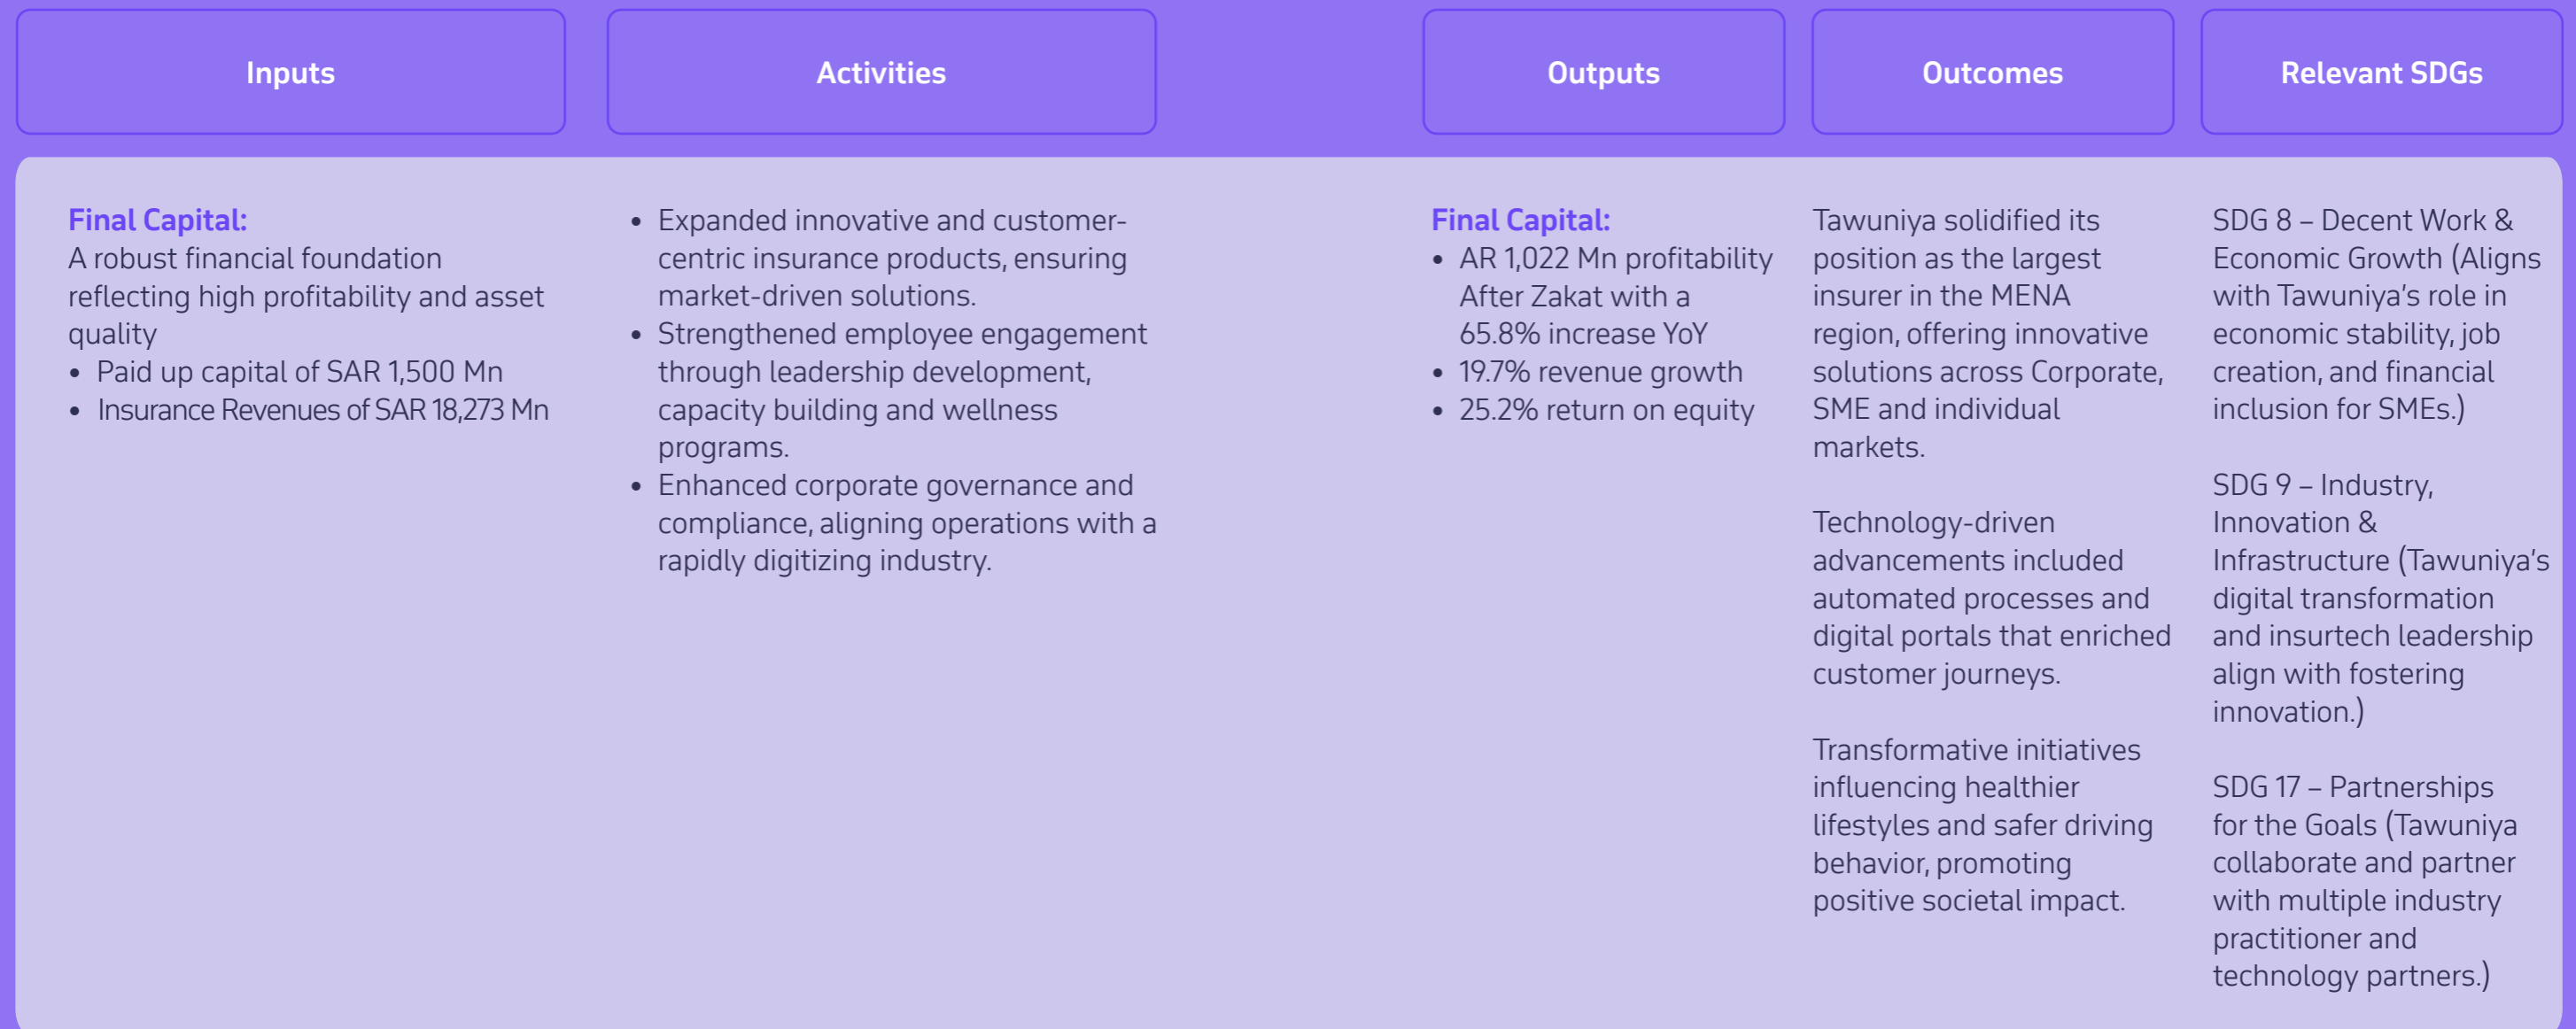 Inputs
Activities
Outputs
Outcomes
Relevant SDGs
Final Capital:
A robust financial foundation
reflecting high profitability and asset
quality
• Paid up capital of SAR 1,500 Mn
• Insurance Revenues of SAR 18,273 Mn
• Expanded innovative and customer-
centric insurance products, ensuring
market-driven solutions.
• Strengthened employee engagement
through leadership development,
capacity building and wellness
programs.
• Enhanced corporate governance and
compliance, aligning operations with a
rapidly digitizing industry.
Final Capital:
• AR 1,022 Mn profitability
After Zakat with a
65.8% increase YoY
• 19.7% revenue growth
• 25.2% return on equity
Tawuniya solidified its
position as the largest
insurer in the MENA
region, offering innovative
solutions across Corporate,
SME and individual
markets.
Technology-driven
advancements included
automated processes and
digital portals that enriched
customer journeys.
Transformative initiatives
influencing healthier
lifestyles and safer driving
behavior, promoting
positive societal impact.
SDG 8 – Decent Work &
Economic Growth (Aligns
with Tawuniya's role in
economic stability, job
creation, and financial
inclusion for SMEs.)
SDG 9 – Industry,
Innovation &
Infrastructure (Tawuniya's
digital transformation
and insurtech leadership
align with fostering
innovation.)
SDG 17 – Partnerships
for the Goals (Tawuniya
collaborate and partner
with multiple industry
practitioner and
technology partners.)